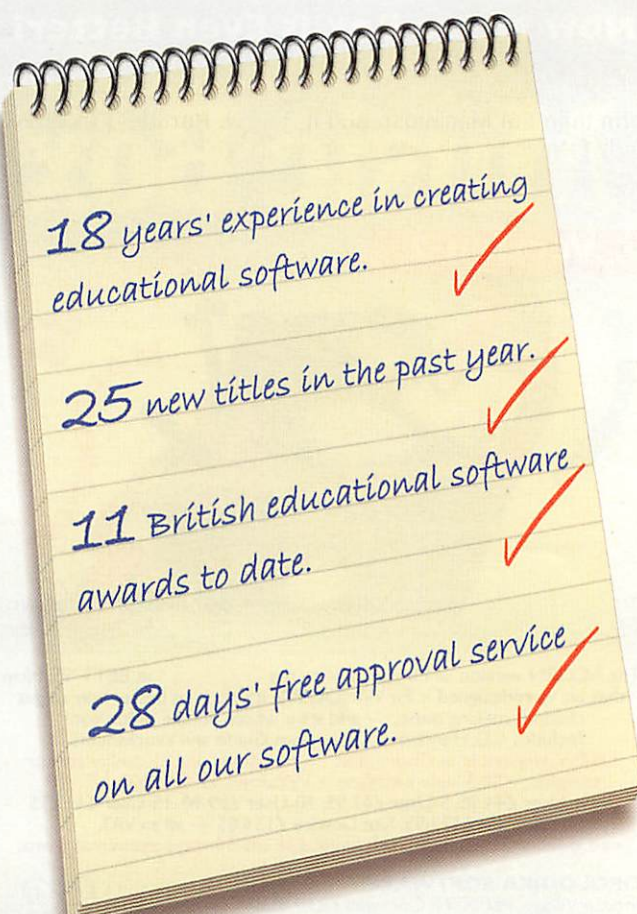 18 years' experience in creating
educational software.
25 new titles in the past year.
11 British educational software
awards to date.
28 days' free approval service
on all our software.